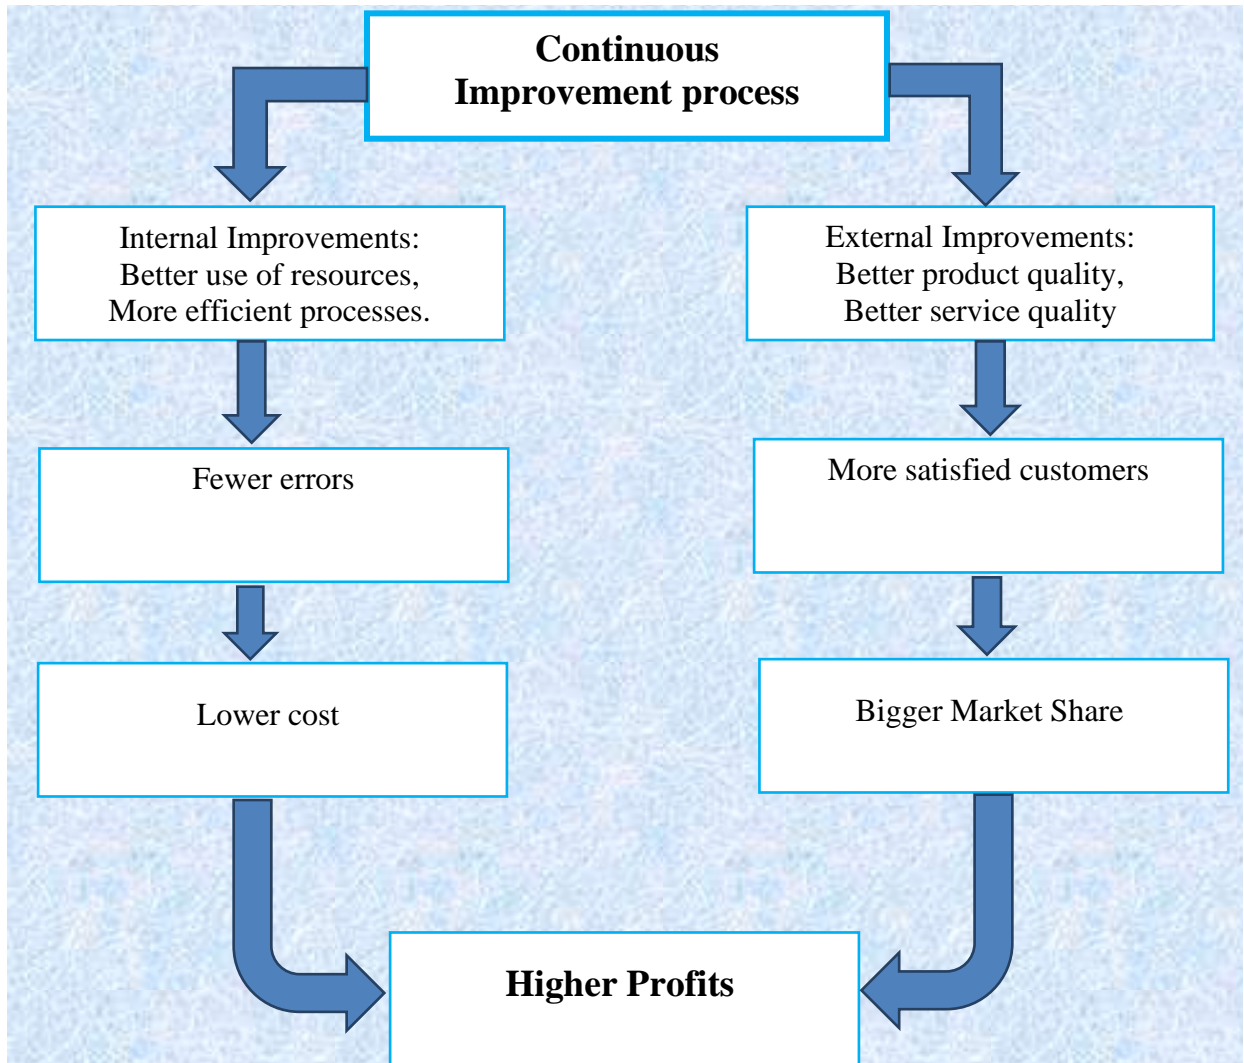 Continuous
Improvement process
Internal Improvements:
Better use of resources,
More efficient processes.
External Improvements:
Better product quality,
Better service quality
Fewer errors
More satisfied customers
Lower cost
Bigger Market Share
Higher Profits